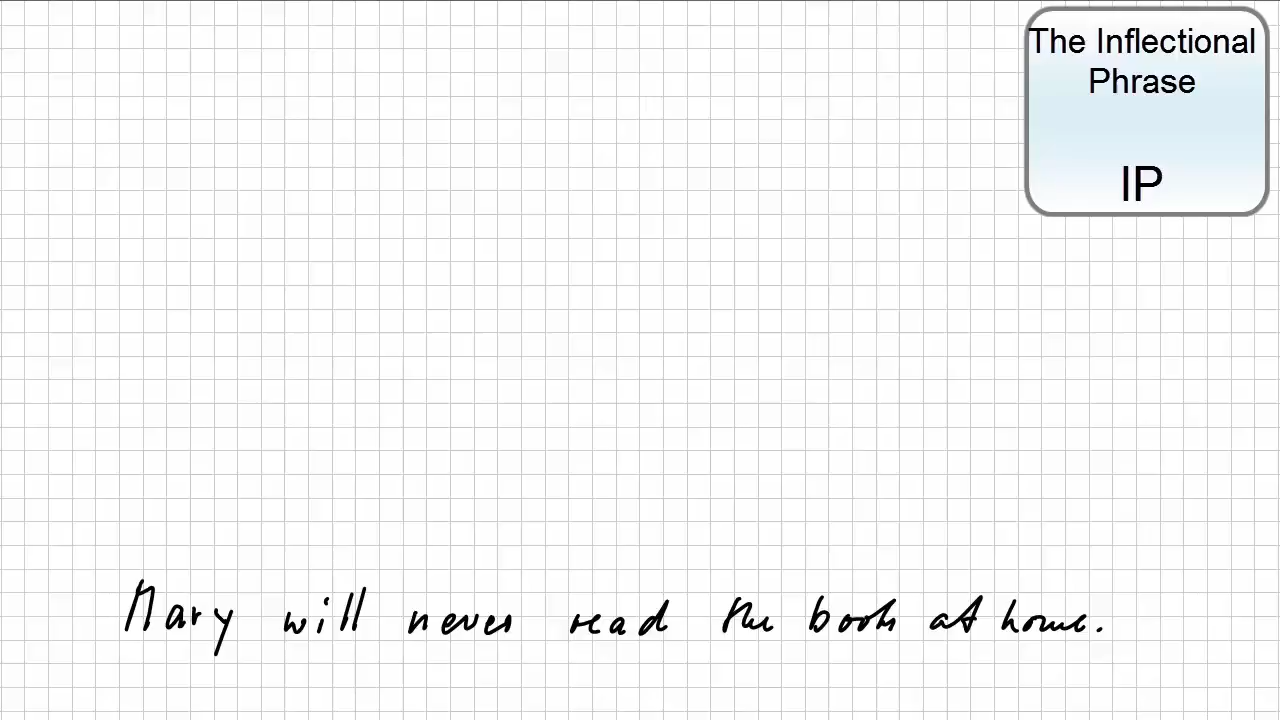 The Inflectional
Phrase
IP
Mary will never read the book at home.